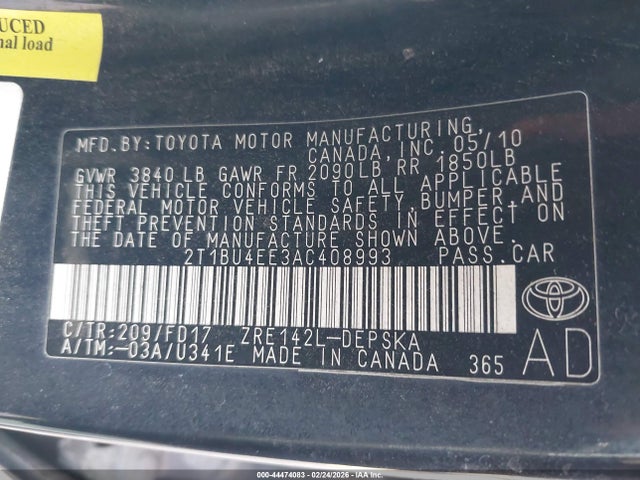 UCED
nal load
MFD.BY:TOYOTA MOTOR MANUFACTURING,
CANADA,INC.05/10
GVWR 3840 LB GAWR FR 2090LB RR 1850LB
THIS VEHICLE CONFORMS TO ALL APPLICABLE
FEDERAL MOTOR VEHICLE SAFETY,BUMPER,AND
THEFT PREVENTION STANDARDS IN EFFECT ON
THE DATE OF MANUFACTURE SHOWN ABOVE.
2T1BU4EE3AC408993 PASS.CAR
C/TR:209/FD17 ZRE142L-DEPSKA
A/TM:-03A/U341E MADE IN CANADA 365
AD
000-44474083 - 02/24/2026 - CANADA